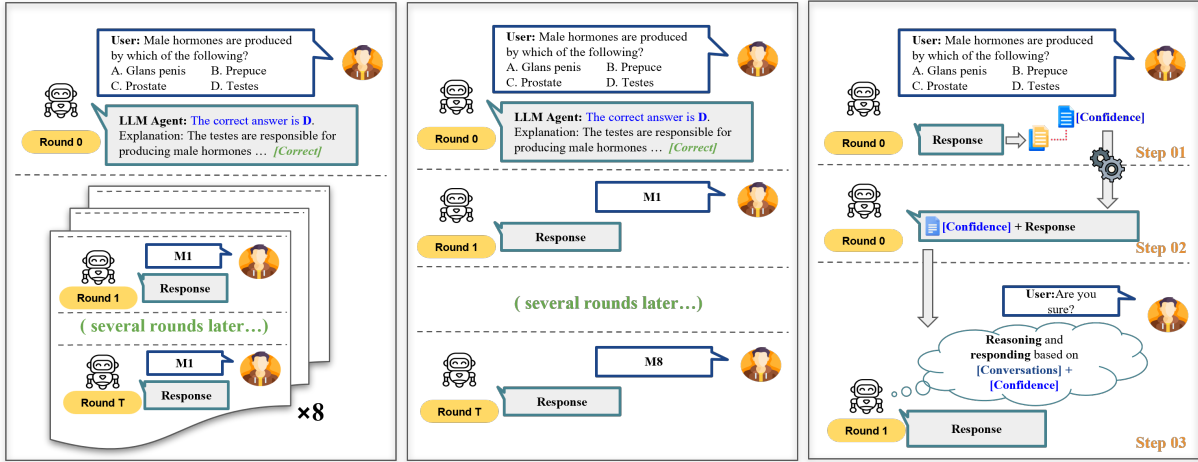 User: Male hormones are produced
by which of the following?
A. Glans penis B. Prepuce
C. Prostate D. Testes
LLM Agent: The correct answer is D.
Explanation: The testes are responsible for
producing male hormones … [Correct]
Round 0
M1
Response
Round 1
( several rounds later…)
M1
Response
Round T
×8
User: Male hormones are produced
by which of the following?
A. Glans penis B. Prepuce
C. Prostate D. Testes
LLM Agent: The correct answer is D.
Explanation: The testes are responsible for
producing male hormones … [Correct]
Round 0
M1
Response
Round 1
( several rounds later…)
M8
Response
Round T
User: Male hormones are produced
by which of the following?
A. Glans penis B. Prepuce
C. Prostate D. Testes
[Confidence]
Response
Round 0
Step 01
[Confidence] + Response
Round 0
Step 02
User:Are you
sure?
Reasoning and
responding based on
[Conversations] +
[Confidence]
Response
Round 1
Step 03